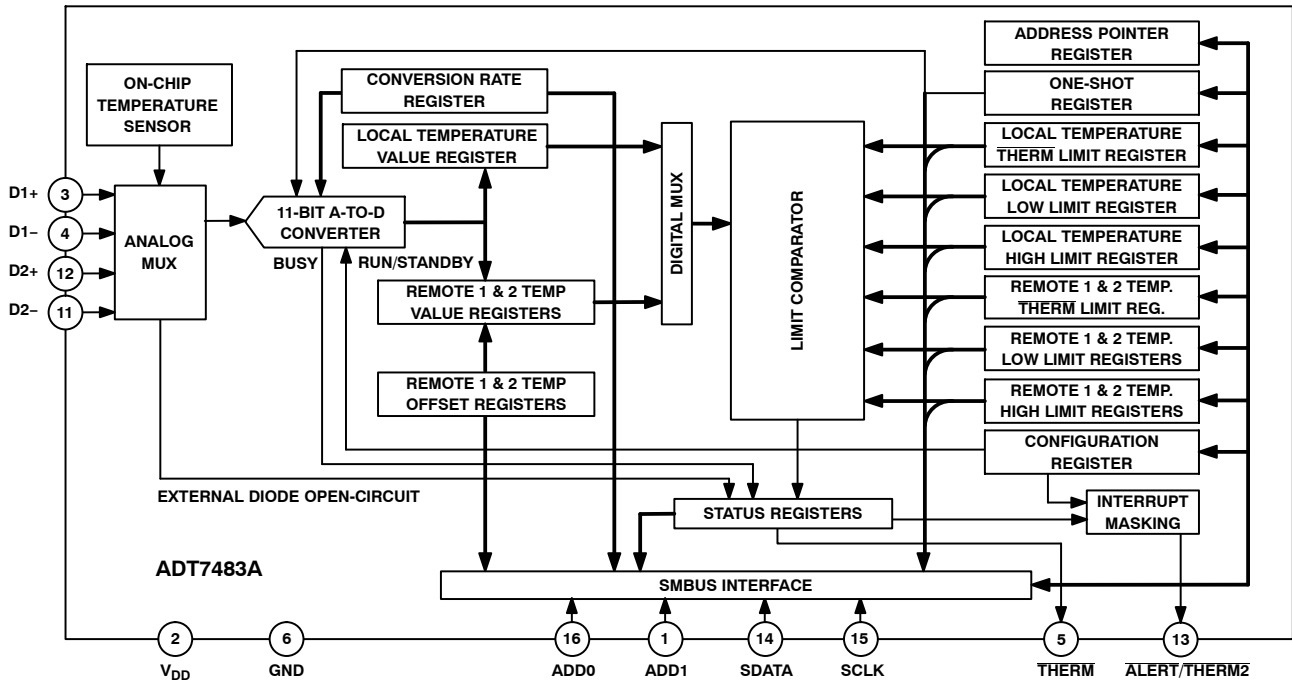 ADDRESS POINTER
REGISTER
ON-CHIP
TEMPERATURE
SENSOR
CONVERSION RATE
REGISTER
ONE-SHOT
REGISTER
LOCAL TEMPERATURE
VALUE REGISTER
LOCAL TEMPERATURE
THERM LIMIT REGISTER
D1+
3
D1–
4
D2+
12
D2–
11
ANALOG
MUX
11-BIT A-TO-D
CONVERTER
BUSY
RUN/STANDBY
DIGITAL MUX
LIMIT COMPARATOR
LOCAL TEMPERATURE
LOW LIMIT REGISTER
LOCAL TEMPERATURE
HIGH LIMIT REGISTER
REMOTE 1 & 2 TEMP
VALUE REGISTERS
REMOTE 1 & 2 TEMP.
THERM LIMIT REG.
REMOTE 1 & 2 TEMP.
LOW LIMIT REGISTERS
REMOTE 1 & 2 TEMP
OFFSET REGISTERS
REMOTE 1 & 2 TEMP.
HIGH LIMIT REGISTERS
CONFIGURATION
REGISTER
EXTERNAL DIODE OPEN-CIRCUIT
STATUS REGISTERS
INTERRUPT
MASKING
ADT7483A
SMBUS INTERFACE
2
6
16
1
14
15
5
13
VDD
GND
ADD0
ADD1
SDATA
SCLK
THERM
ALERT/THERM2